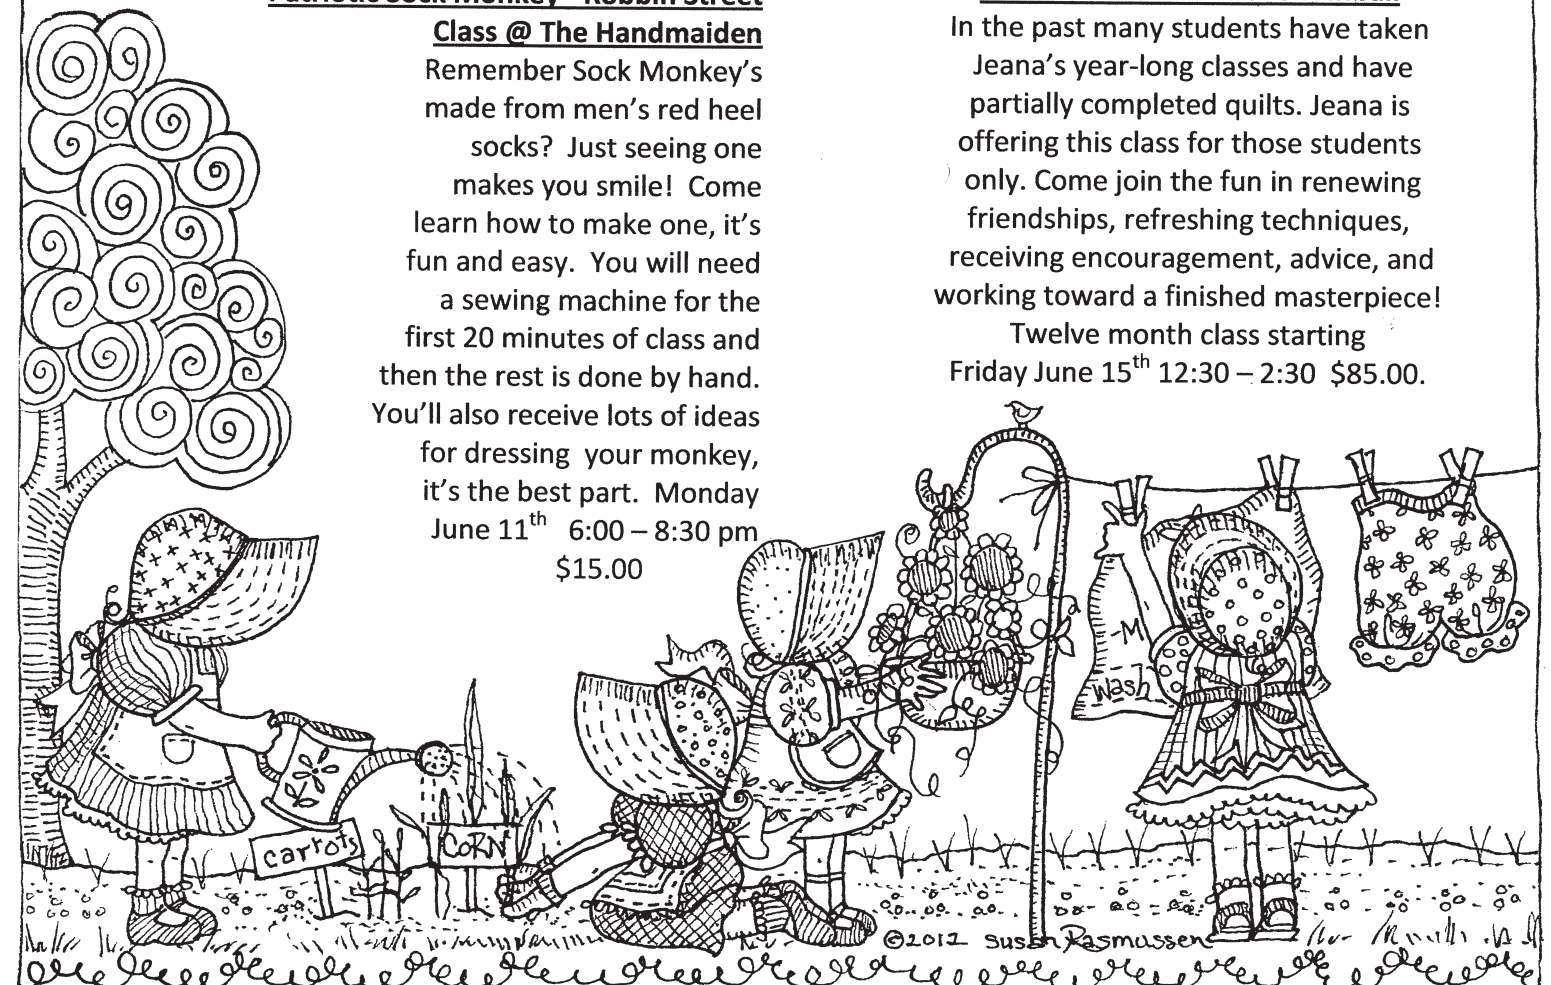 Patriotic Sock Monkey - Robbin Street
Class @ The Handmaiden
Remember Sock Monkey's
made from men's red heel
socks?  Just seeing one
makes you smile!  Come
learn how to make one, it's
fun and easy.  You will need
a sewing machine for the
first 20 minutes of class and
then the rest is done by hand.
You'll also receive lots of ideas
for dressing  your monkey,
it's the best part.  Monday
June 11th   6:00 – 8:30 pm
$15.00
In the past many students have taken
Jeana's year-long classes and have
partially completed quilts. Jeana is
offering this class for those students
only. Come join the fun in renewing
friendships, refreshing techniques,
receiving encouragement, advice, and
working toward a finished masterpiece!
Twelve month class starting
Friday June 15th 12:30 – 2:30  $85.00.
-M
Wash
carrots
CORN
©2012 Susan Rasmussen